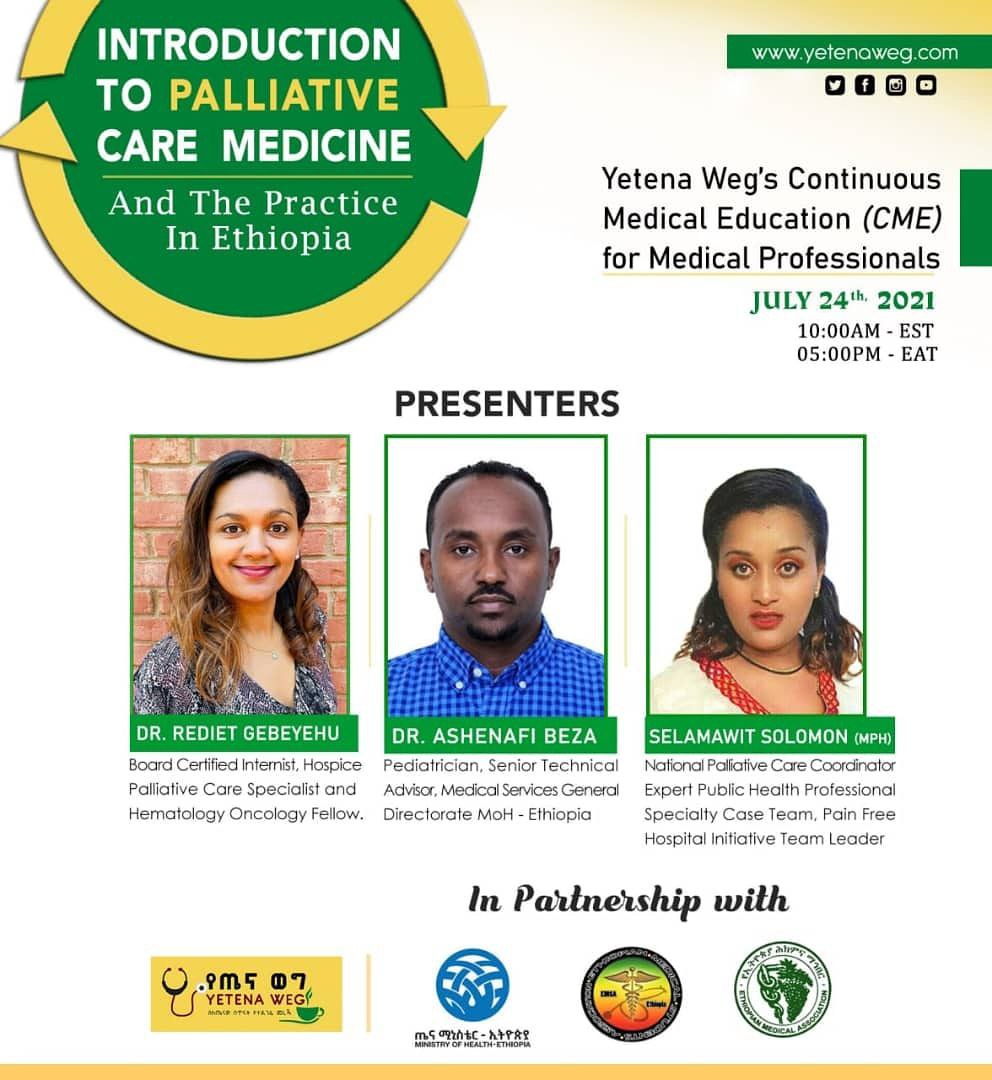 INTRODUCTION
TO PALLIATIVE
CARE MEDICINE
And The Practice
In Ethiopia
www.yetenaweg.com
Yetena Weg's Continuous
Medical Education (CME)
for Medical Professionals
JULY 24th, 2021
10:00AM - EST
05:00PM - EAT
PRESENTERS
DR. REDIET GEBEYEHU
Board Certified Internist, Hospice
Palliative Care Specialist and
Hematology Oncology Fellow.
DR. ASHENAFI BEZA
Pediatrician, Senior Technical
Advisor, Medical Services General
Directorate MoH - Ethiopia
SELAMAWIT SOLOMON (MPH)
National Palliative Care Coordinator
Expert Public Health Professional
Specialty Case Team, Pain Free
Hospital Initiative Team Leader
In Partnership with
የጤና ወግ
YETENA WEG
ጤና ሚኒስቴር - ኢትዮጵያ
MINISTRY OF HEALTH-ETHIOPIA
EMSA
Ethiopia
የኢትዮጵያ ሕክምና ማኅበር
ETHIOPIAN MEDICAL ASSOCIATION